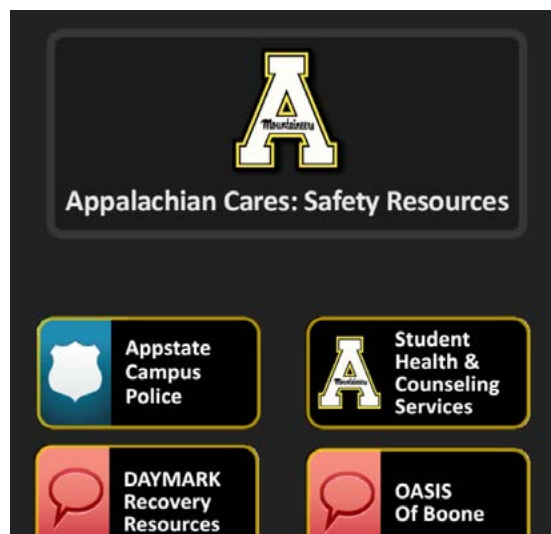 Mountaineers
Appalachian Cares: Safety Resources
Appstate
Campus
Police
Mountaineers
Student
Health &
Counseling
Services
DAYMARK
Recovery
Resources
OASIS
Of Boone